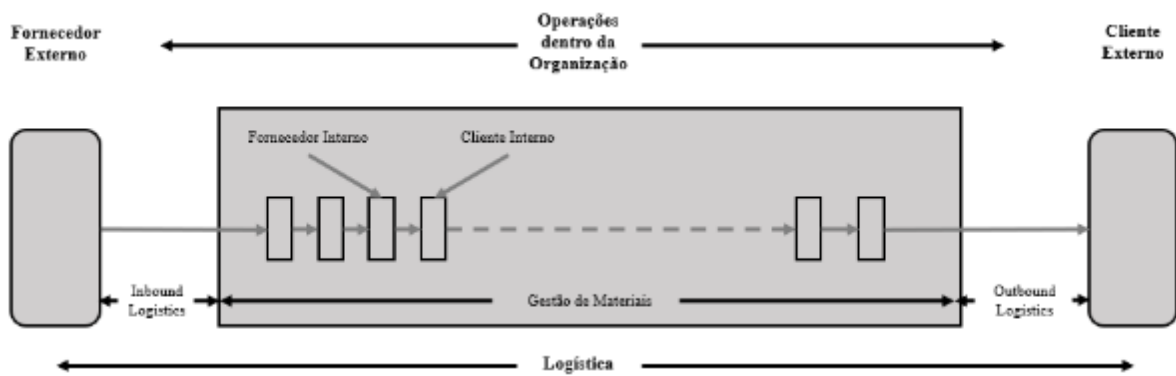 Fornecedor
Externo
Operações
dentro da
Organização
Cliente
Externo
Fornecedor Interno
Cliente Interno
Inbound
Logistics
Gestão de Materiais
Outbound
Logistics
Logística